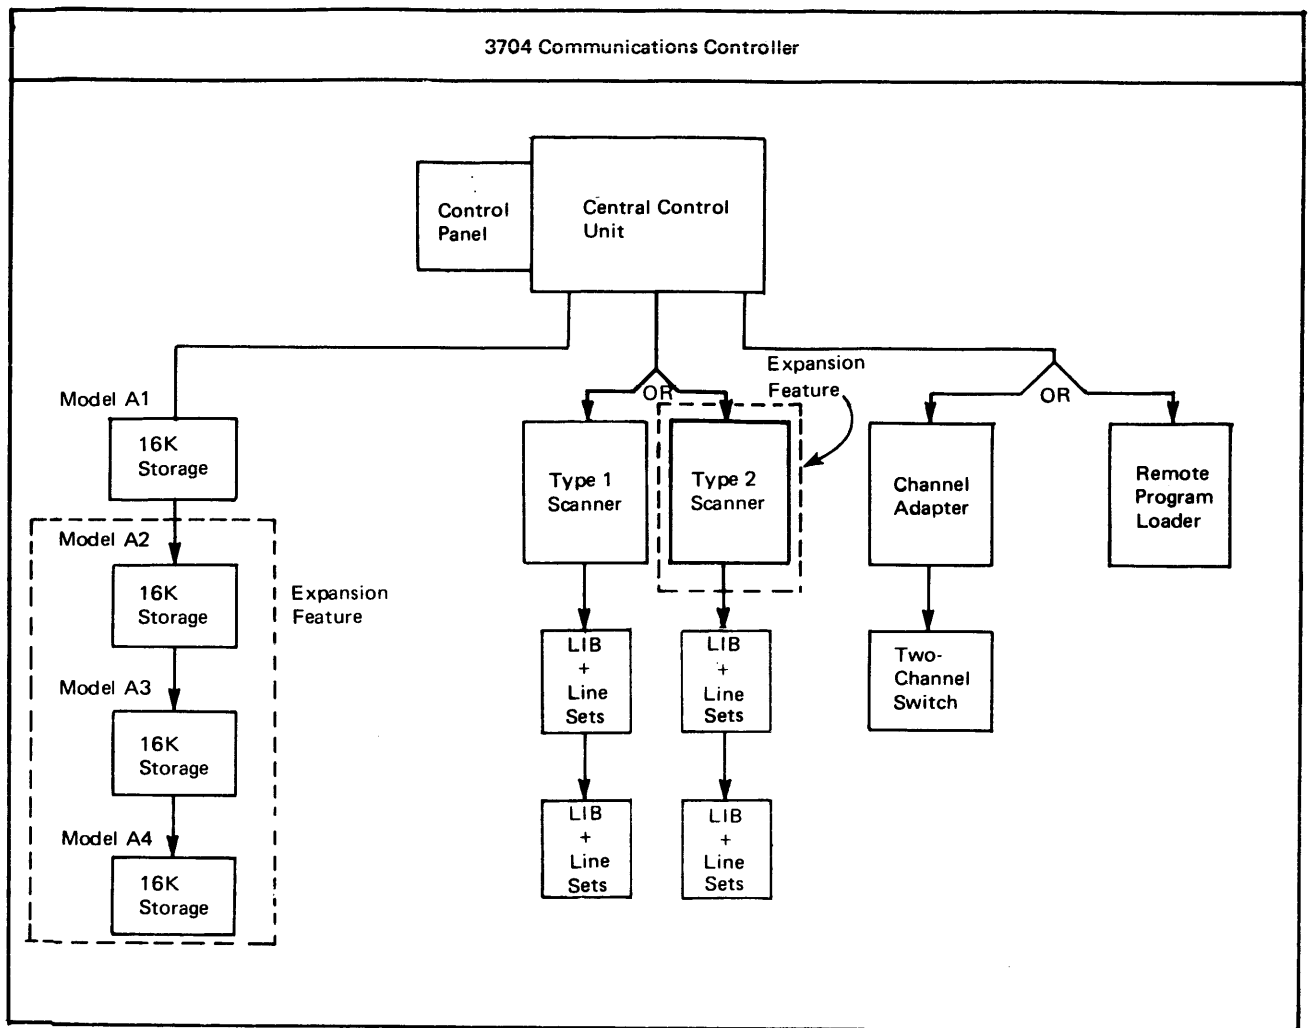 3704 Communications Controller
Control
Panel
Central Control
Unit
Expansion
Feature
OR
OR
Model A1
16K
Storage
Model A2
16K
Storage
Expansion
Feature
Model A3
16K
Storage
Model A4
16K
Storage
Type 1
Scanner
Type 2
Scanner
Channel
Adapter
Remote
Program
Loader
LIB
+
Line
Sets
LIB
+
Line
Sets
Two-
Channel
Switch
LIB
+
Line
Sets
LIB
+
Line
Sets